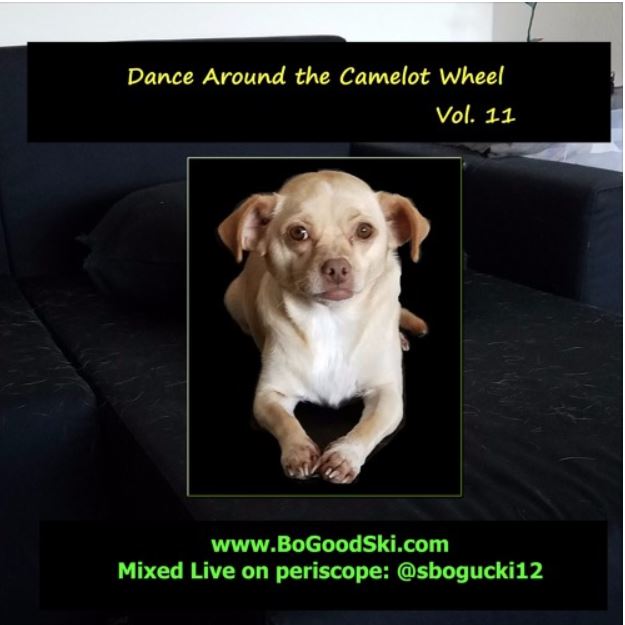 Dance Around the Camelot Wheel
Vol. 11
www.BoGoodSki.com
Mixed Live on periscope: @sbogucki12